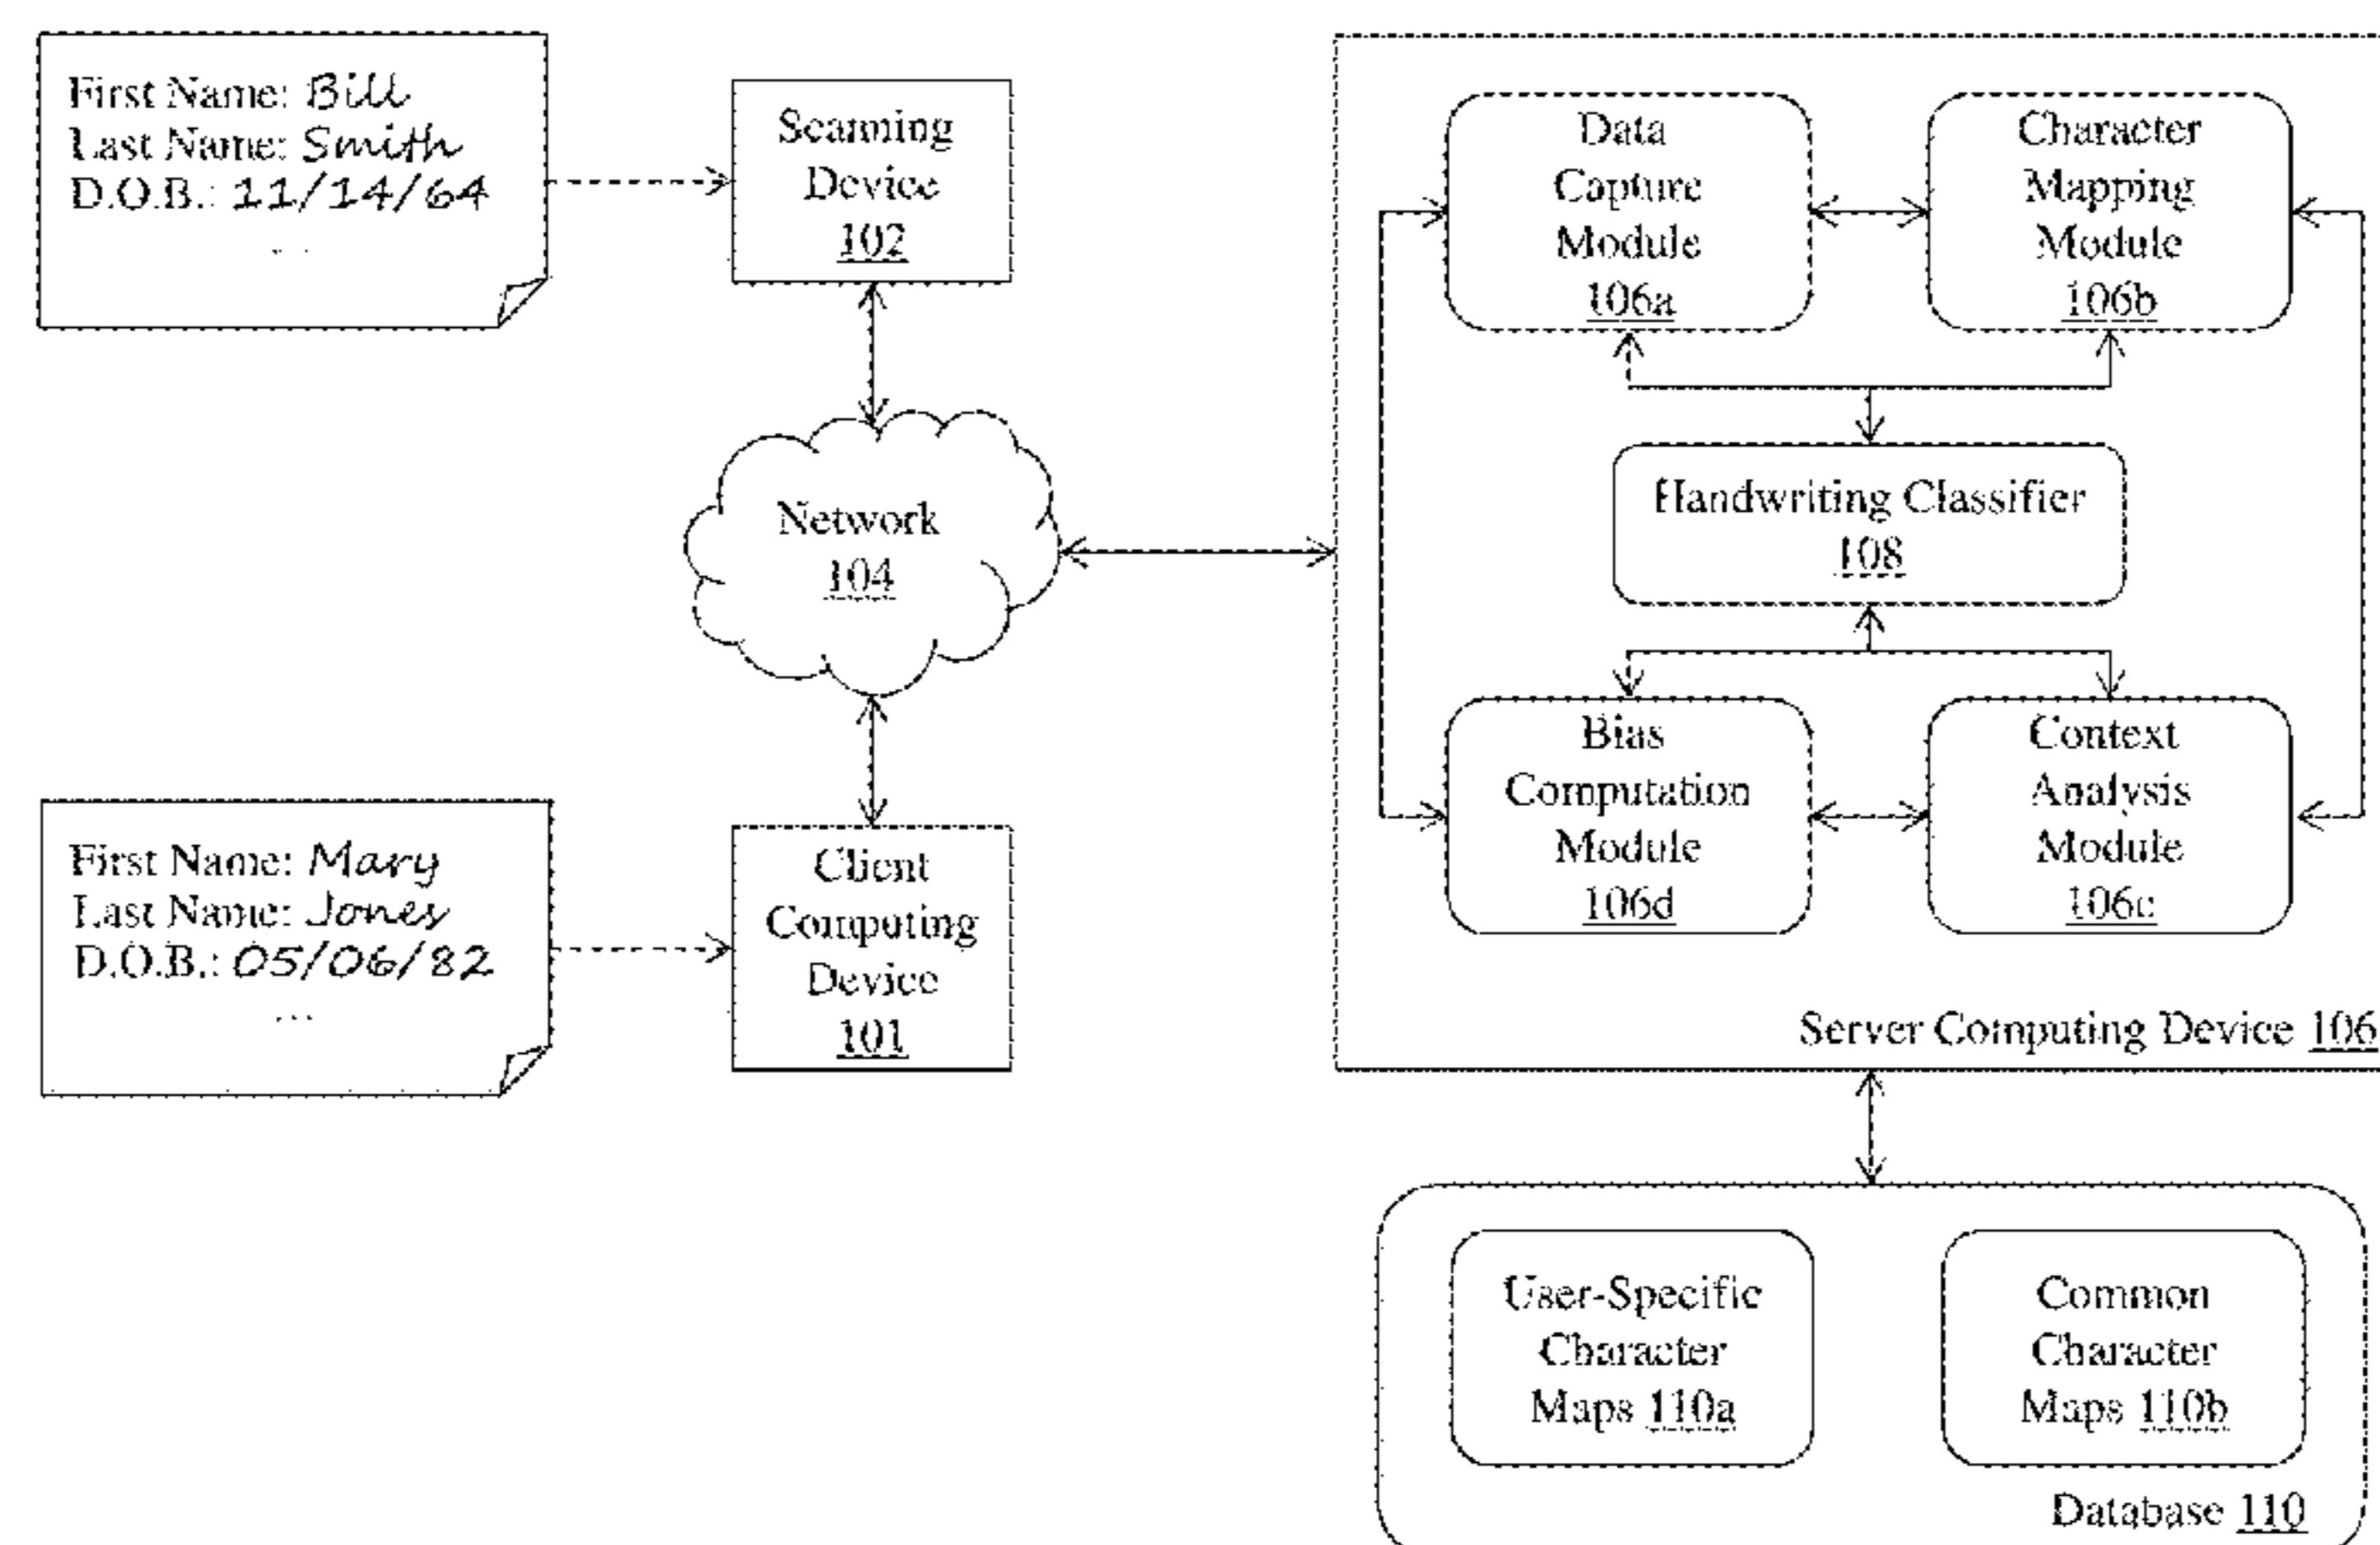 First Name: Bill
Last Name: Smith
D.O.B.: 11/14/64
...
Scanning
Device
102
Network
104
First Name: Mary
Last Name: Jones
D.O.B.: 05/06/82
...
Client
Computing
Device
101
Data
Capture
Module
106a
Character
Mapping
Module
106b
Handwriting Classifier
108
Bias
Computation
Module
106d
Context
Analysis
Module
106c
Server Computing Device 106
User-Specific
Character
Maps 110a
Common
Character
Maps 110b
Database 110